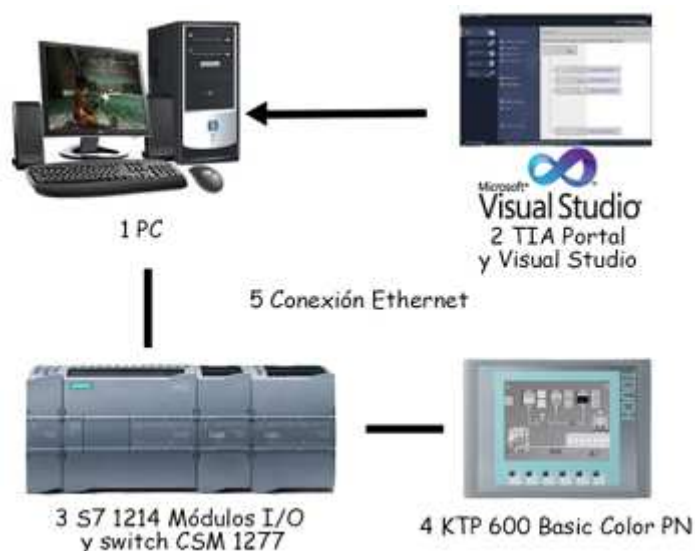 Microsoft
Visual Studio
1 PC
2 TIA Portal
y Visual Studio
5 Conexión Ethernet
3 S7 1214 Módulos I/O
y switch CSM 1277
4 KTP 600 Basic Color PN